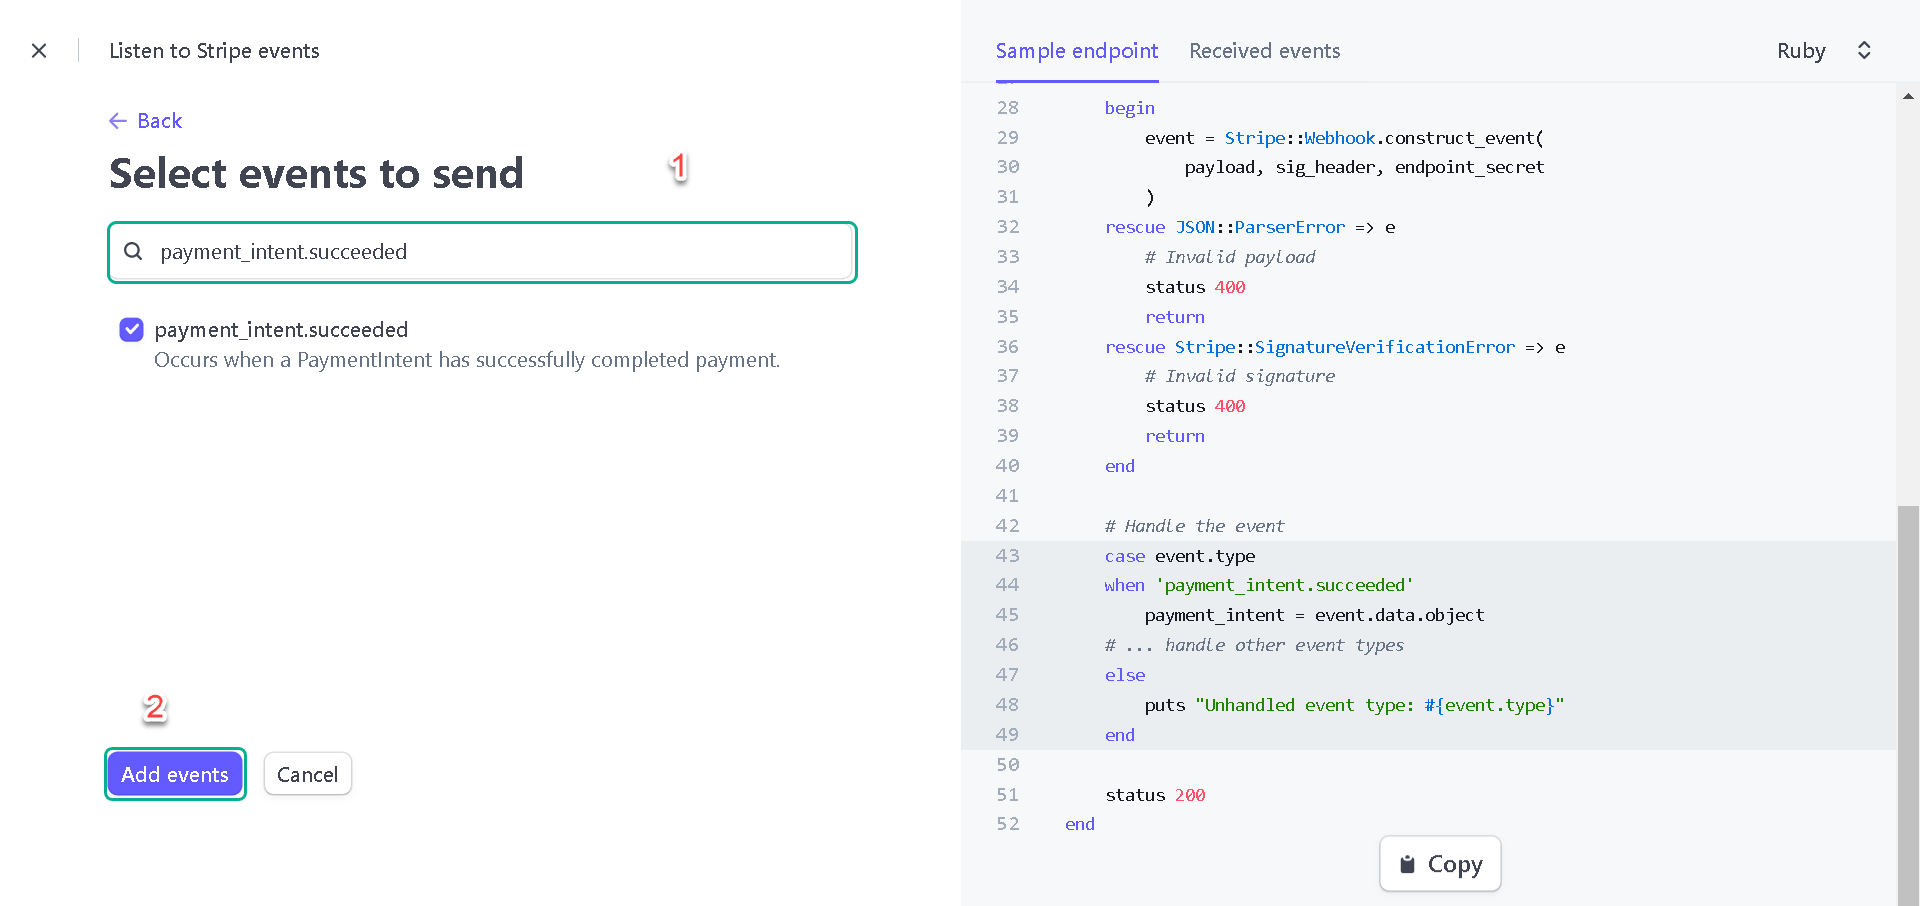 Listen to Stripe events
Back
Select events to send
1
payment_intent.succeeded
payment_intent.succeeded
Occurs when a PaymentIntent has successfully completed payment.
2
Add events
Cancel
Sample endpoint
Received events
Ruby
28 begin
29 event = Stripe::Webhook.construct_event(
30 payload, sig_header, endpoint_secret
31 )
32 rescue JSON::ParserError => e
33 # Invalid payload
34 status 400
35 return
36 rescue Stripe::SignatureVerificationError => e
37 # Invalid signature
38 status 400
39 return
40 end
41
42 # Handle the event
43 case event.type
44 when 'payment_intent.succeeded'
45 payment_intent = event.data.object
46 # ... handle other event types
47 else
48 puts "Unhandled event type: #{event.type}"
49 end
50
51 status 200
52 end
Copy